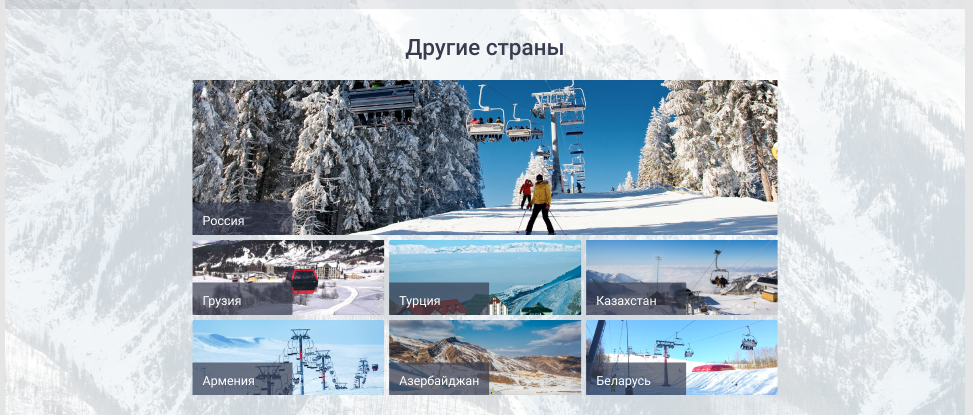 Другие страны
Россия
Грузия
Турция
Казахстан
Армения
Азербайджан
Беларусь